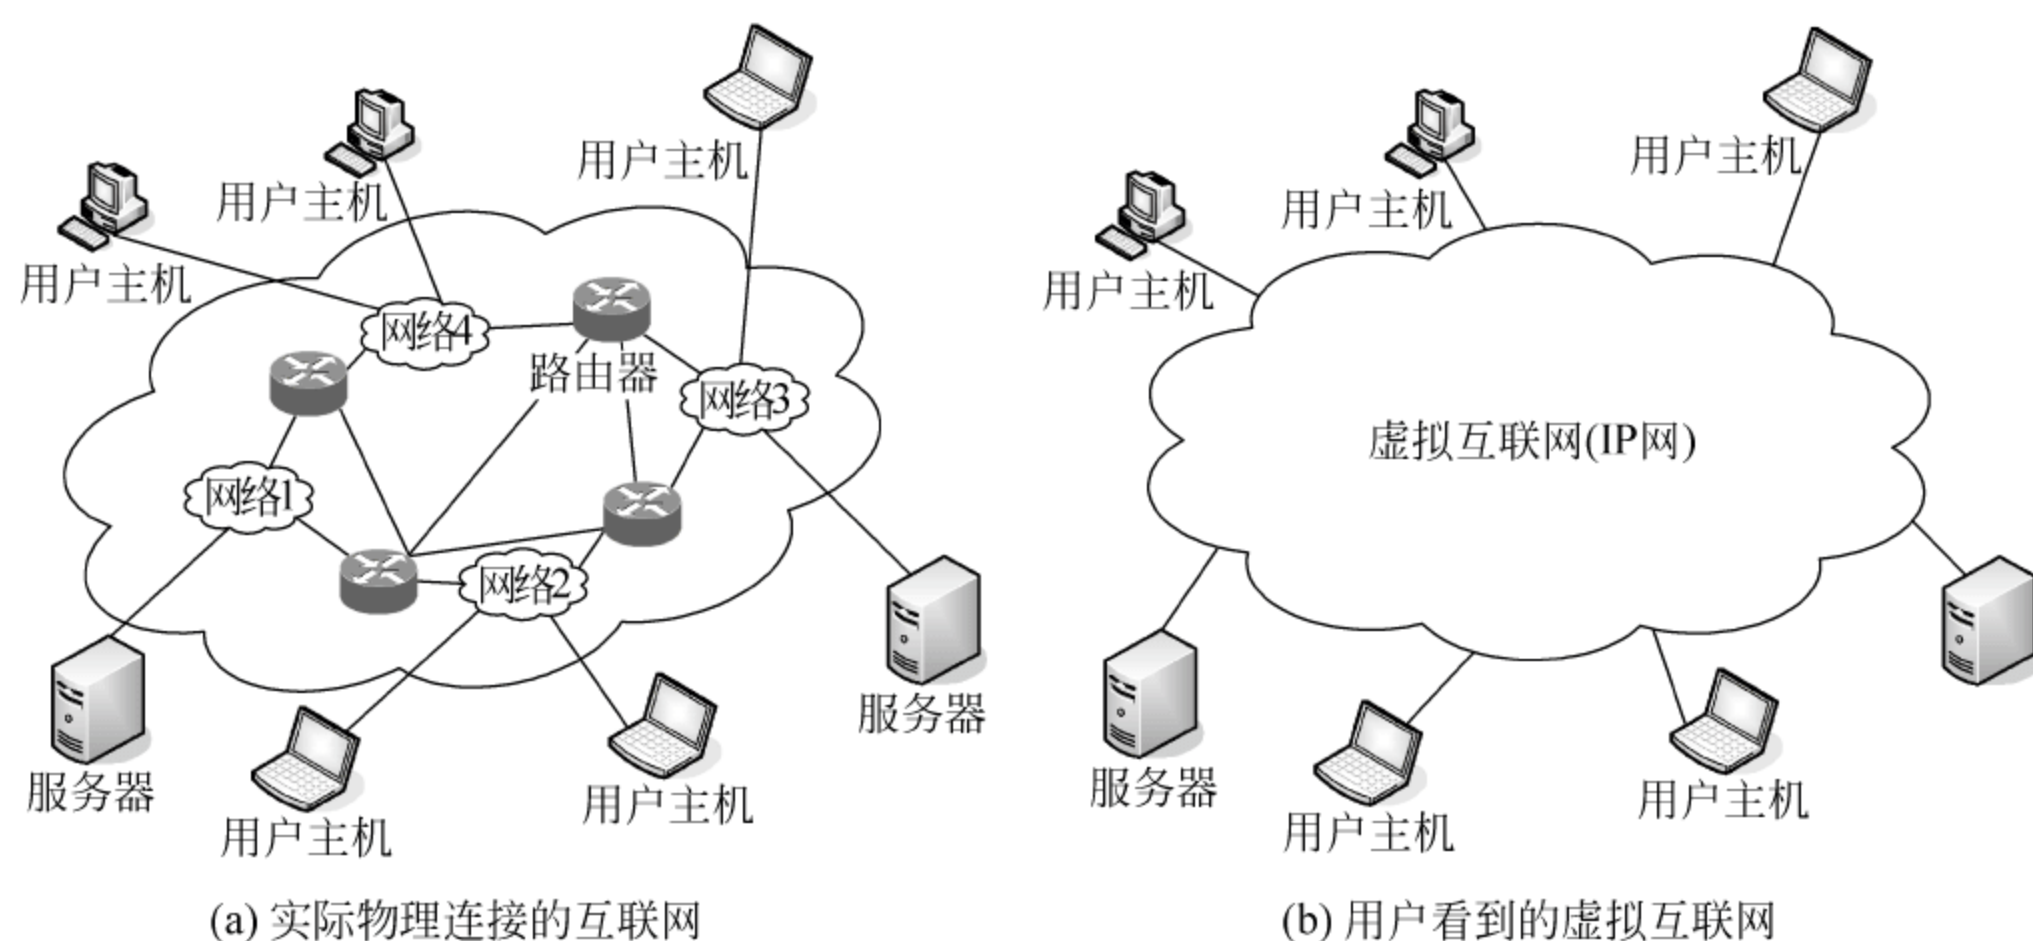 用户主机
用户主机
用户主机
网络4
路由器
网络3
网络1
网络2
服务器
用户主机
用户主机
服务器
(a) 实际物理连接的互联网
用户主机
用户主机
用户主机
虚拟互联网(IP网)
服务器
用户主机
用户主机
(b) 用户看到的虚拟互联网